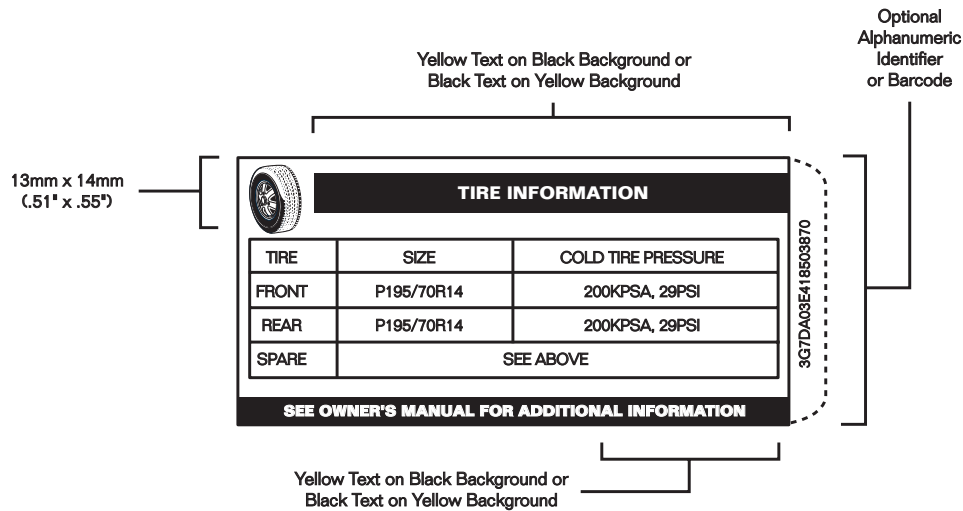 Optional
Alphanumeric
Identifier
or Barcode
Yellow Text on Black Background or
Black Text on Yellow Background
13mm x 14mm
(.51" x .55")
TIRE INFORMATION
TIRE SIZE COLD TIRE PRESSURE
FRONT P195/70R14 200KPSA, 29PSI
REAR P195/70R14 200KPSA, 29PSI
SPARE SEE ABOVE
3G7DA03E418503870
SEE OWNER'S MANUAL FOR ADDITIONAL INFORMATION
Yellow Text on Black Background or
Black Text on Yellow Background